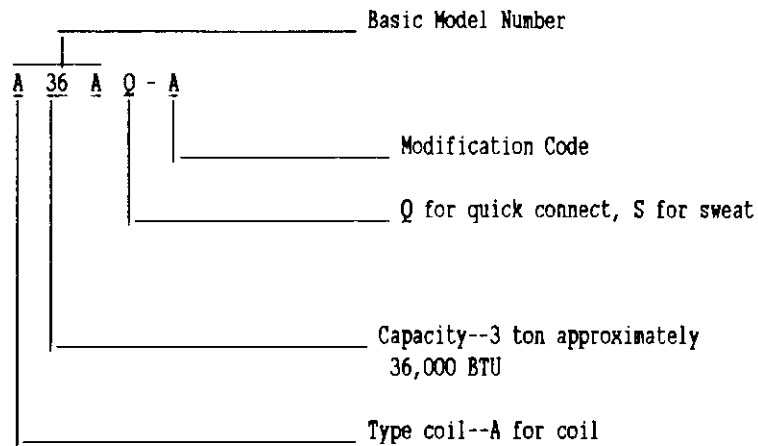 Basic Model Number
A 36 A Q - A
Modification Code
Q for quick connect, S for sweat
Capacity--3 ton approximately
36,000 BTU
Type coil--A for coil